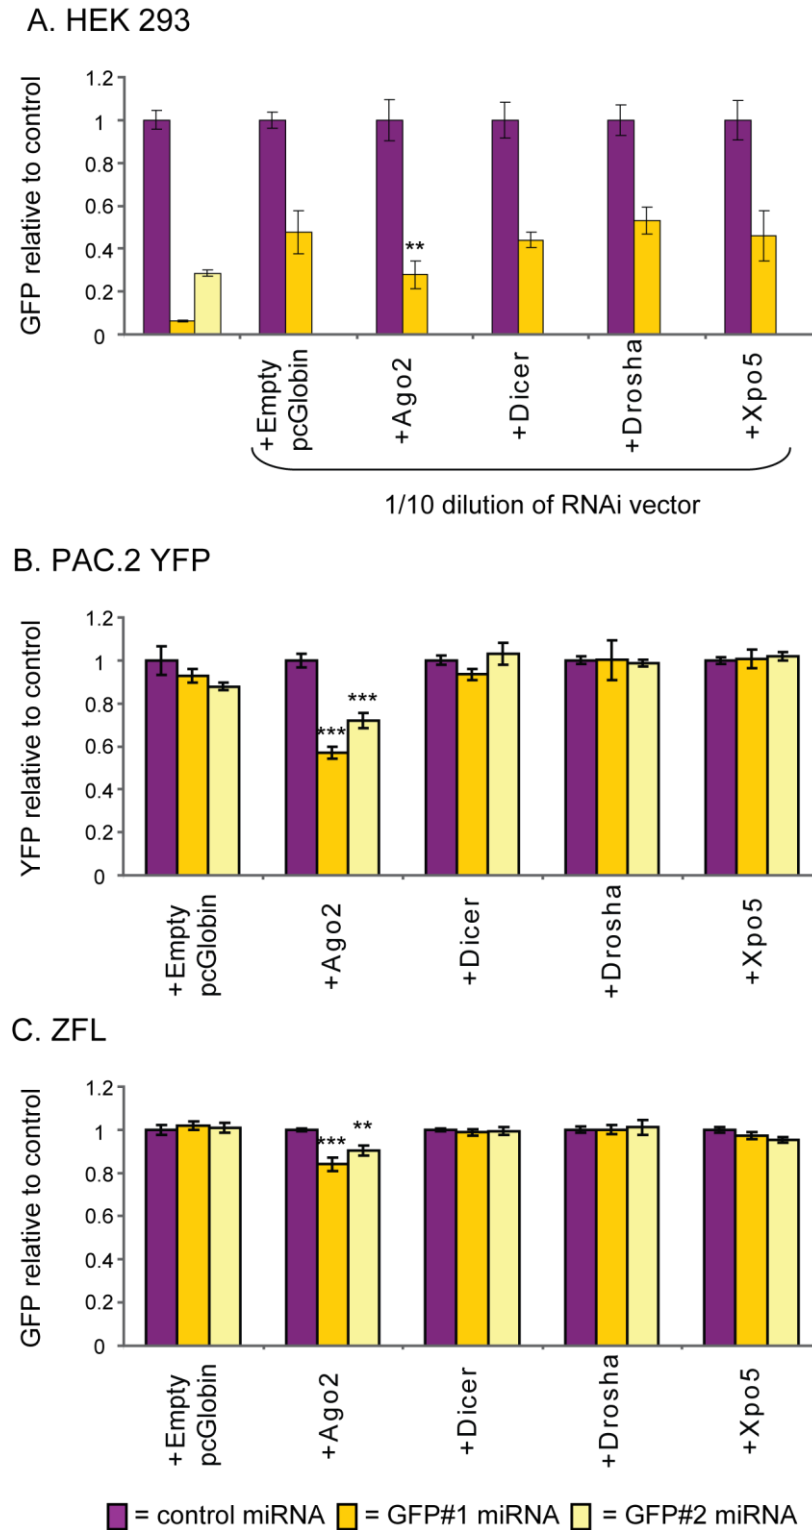 A. HEK 293
GFP relative to control
1.2
1
0.8
0.6
0.4
0.2
0
**
+Empty
pcGlobin
+Ago2
+Dicer
+Drosha
+Xpo5
1/10 dilution of RNAi vector
B. PAC.2 YFP
YFP relative to control
1.2
1
0.8
0.6
0.4
0.2
0
***
***
+Empty
pcGlobin
+Ago2
+Dicer
+Drosha
+Xpo5
C. ZFL
GFP relative to control
1.2
1
0.8
0.6
0.4
0.2
0
***
**
+Empty
pcGlobin
+Ago2
+Dicer
+Drosha
+Xpo5
= control miRNA = GFP#1 miRNA = GFP#2 miRNA